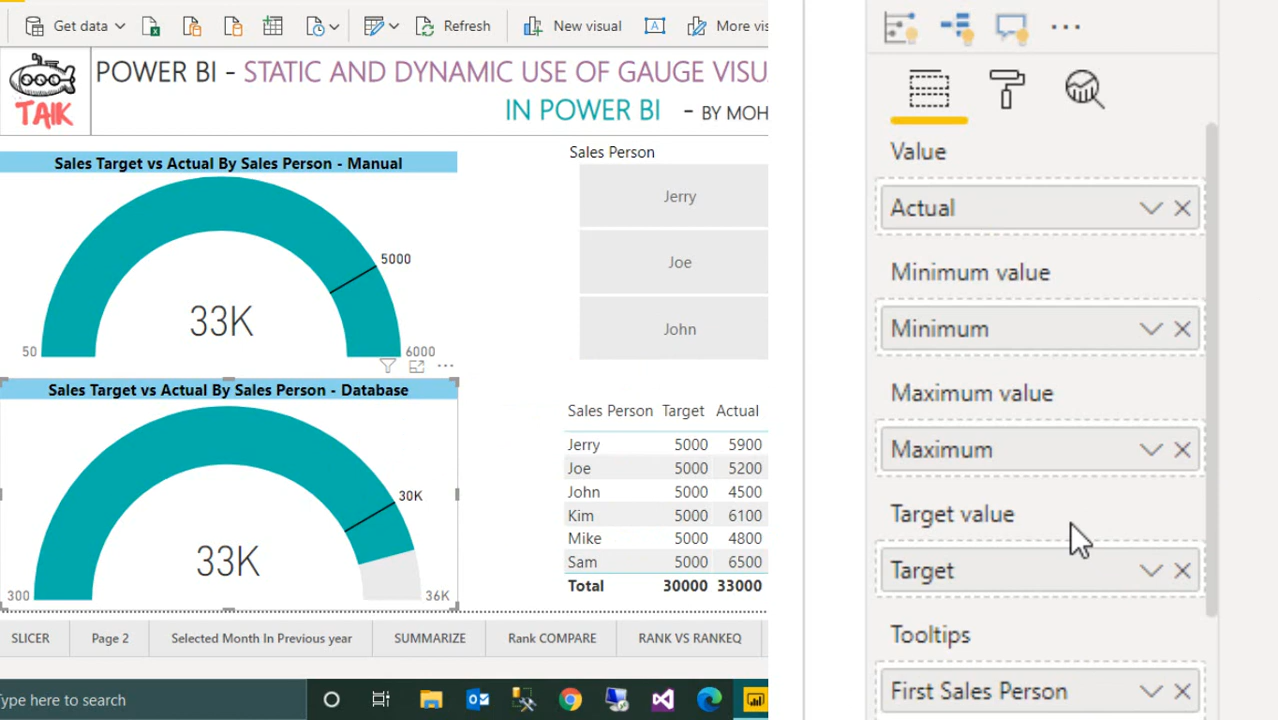 Get data
Refresh
New visual
More vis
TAIK
POWER BI - STATIC AND DYNAMIC USE OF GAUGE VISU
IN POWER BI - BY MOH
Sales Target vs Actual By Sales Person - Manual
5000
33K
50
6000
Sales Target vs Actual By Sales Person - Database
30K
33K
300
36K
Sales Person
Jerry
Joe
John
Sales Person Target Actual
Jerry 5000 5900
Joe 5000 5200
John 5000 4500
Kim 5000 6100
Mike 5000 4800
Sam 5000 6500
Total 30000 33000
SLICER
Page 2
Selected Month In Previous year
SUMMARIZE
Rank COMPARE
RANK VS RANKEQ
Type here to search
Value
Actual
Minimum value
Minimum
Maximum value
Maximum
Target value
Target
Tooltips
First Sales Person